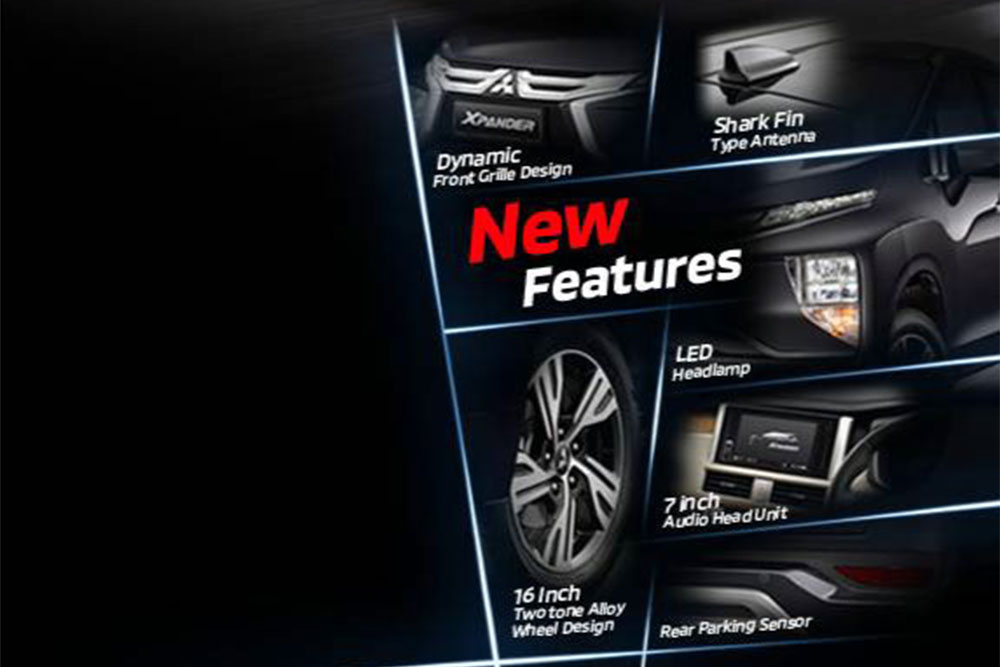 XPANDER
Dynamic
Front Grille Design
Shark Fin
Type Antenna
New
Features
LED
Headlamp
7 inch
Audio Head Unit
16 Inch
Two tone Alloy
Wheel Design
Rear Parking Sensor